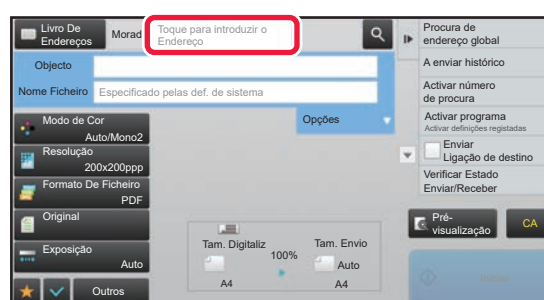 Livro De
Endereços
Morad
Toque para introduzir o
Endereço
Objecto
Nome Ficheiro
Especificado pelas def. de sistema
Modo de Cor
Auto/Mono2
Resolução
200x200ppp
Formato De Ficheiro
PDF
Original
Exposição
Auto
Outros
Opções
Tam. Digitaliz
100%
Tam. Envio
Auto
A4
A4
Procura de
endereço global
A enviar histórico
Activar número
de procura
Activar programa
Activar definições registadas
Enviar
Ligação de destino
Verificar Estado
Enviar/Receber
Pré-
visualização
CA